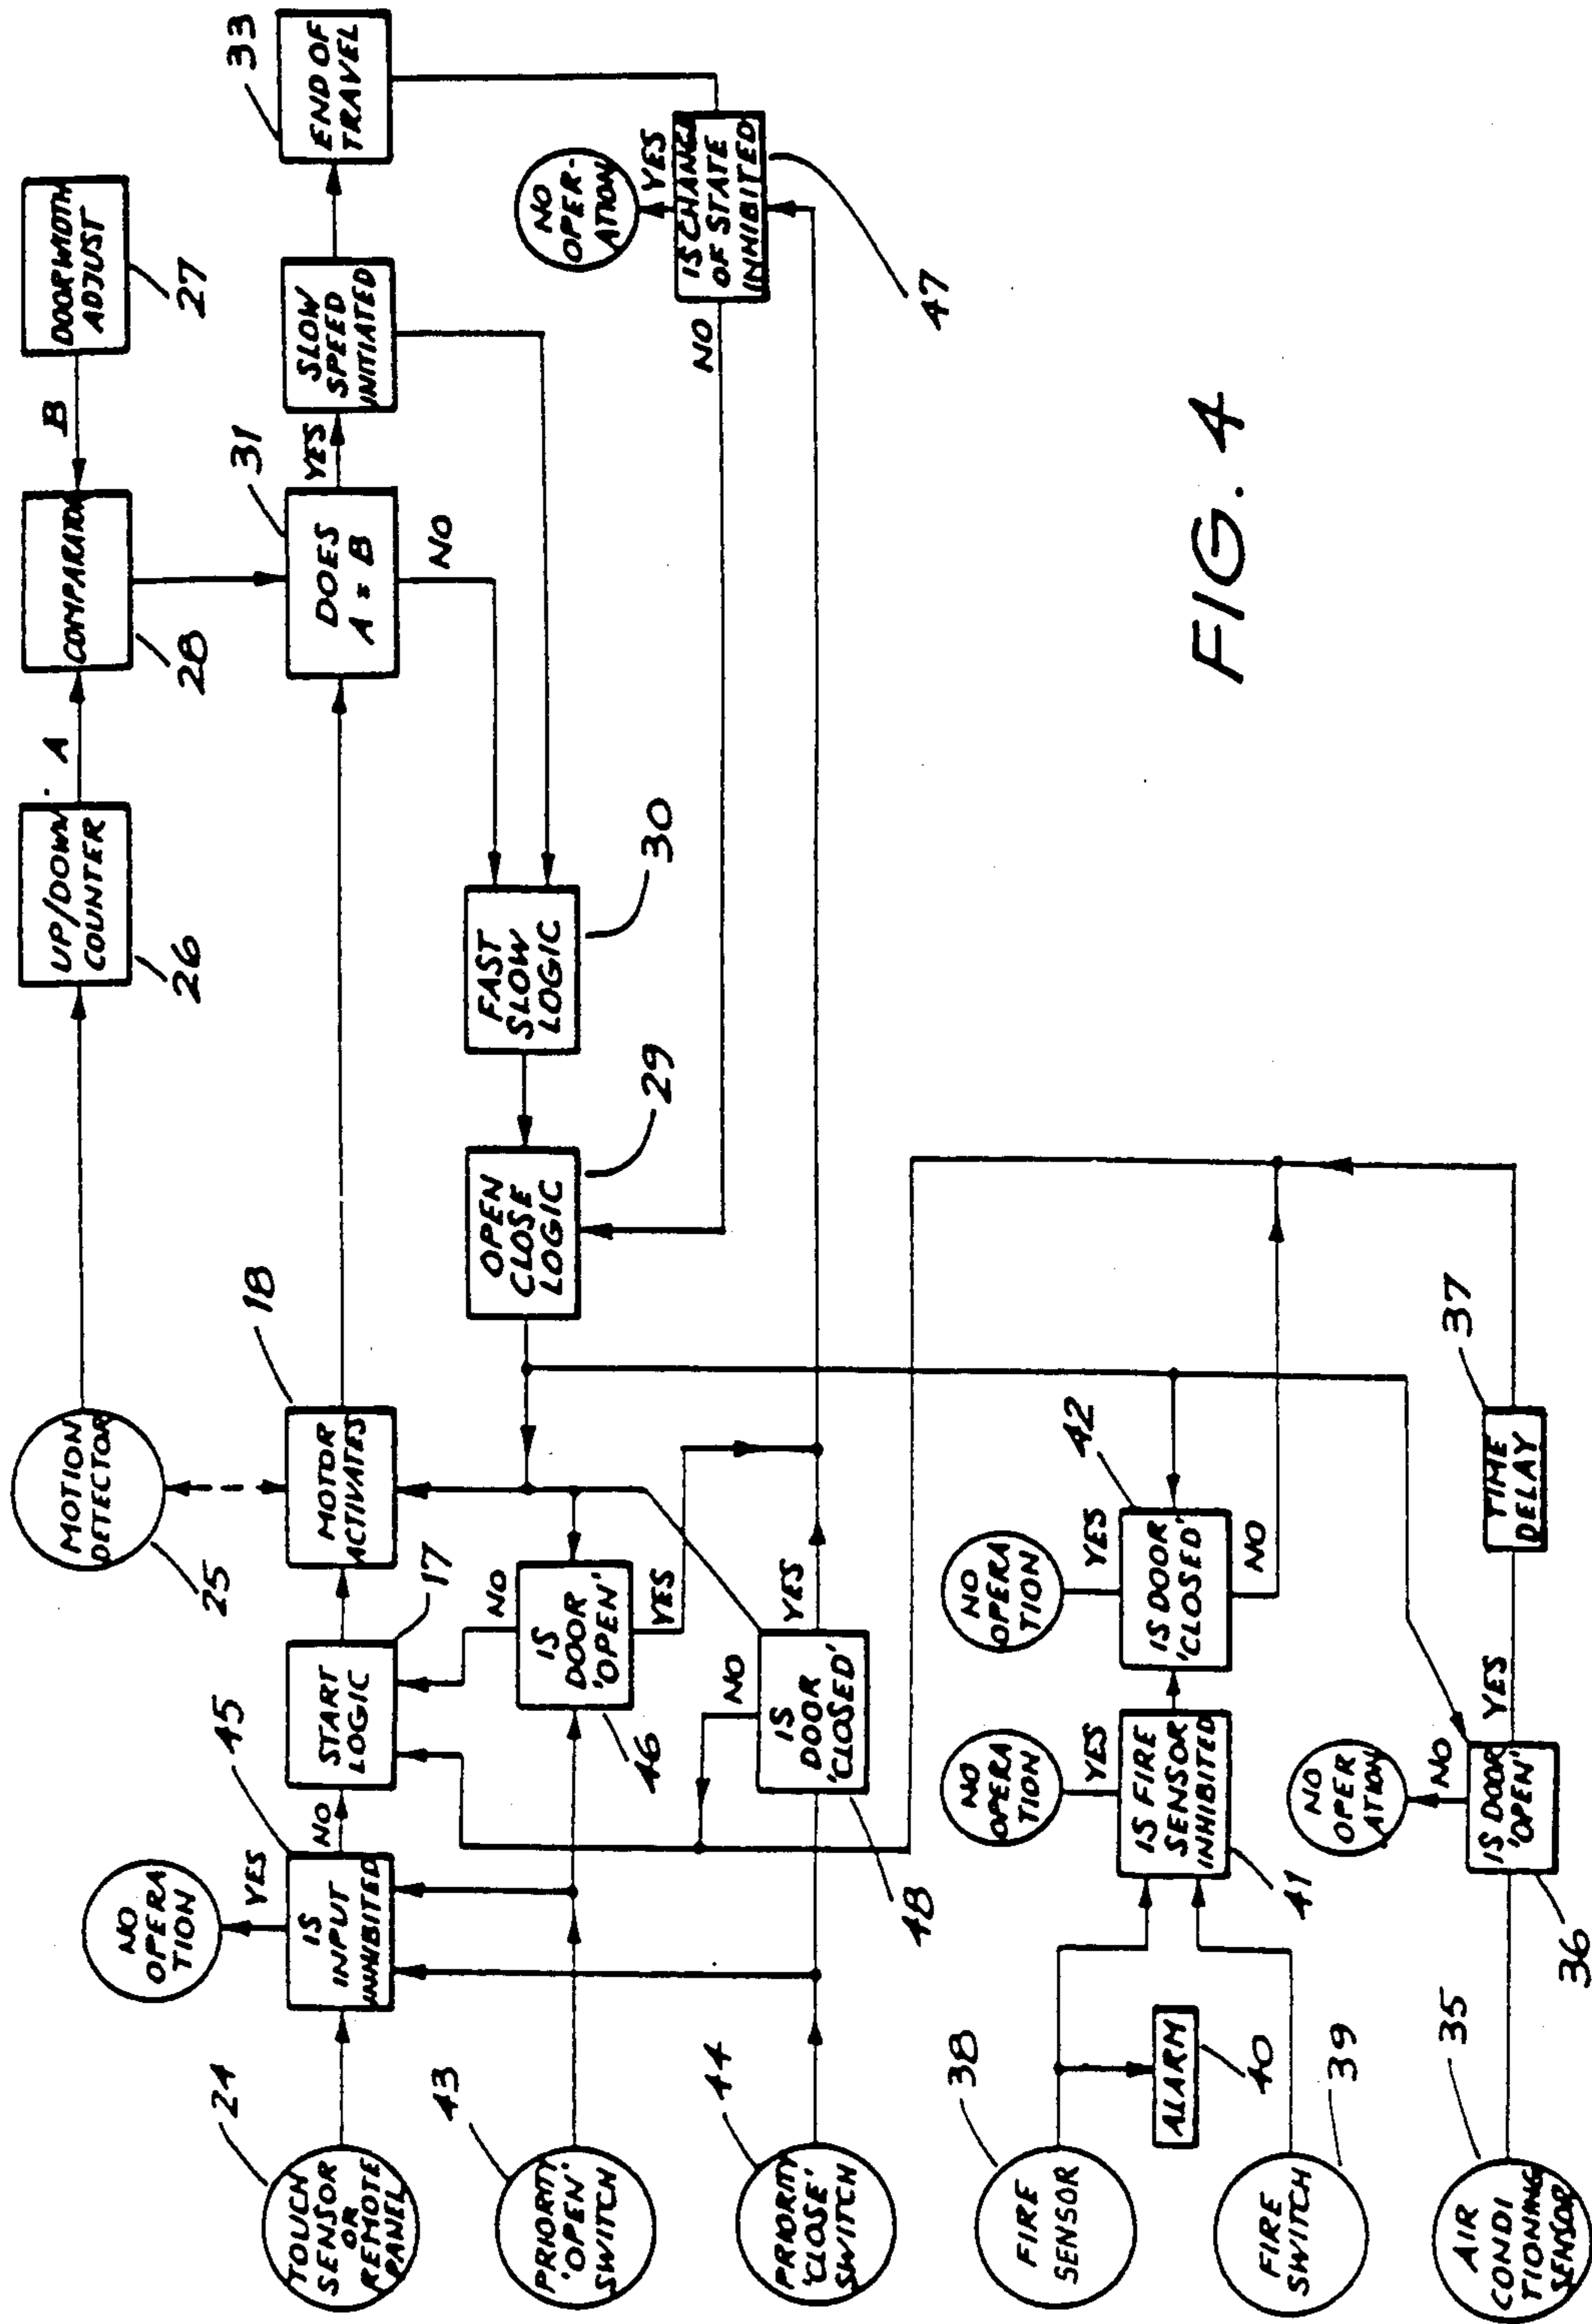 MOTION
DETECTOR
25
UP/DOWN
COUNTER
26
A
COMPARATOR
28
B
DOORWIDTH
ADJUST
27
TOUCH
SENSOR
OR
REMOTE
PANEL
24
NO
OPERA
TION
YES
IS
INPUT
INHIBITED
45
NO
START
LOGIC
17
MOTOR
ACTIVATES
18
DOES
A = B
31
YES
NO
SLOW
SPEED
INITIATED
END OF
TRAVEL
33
PRIORITY
'OPEN'
SWITCH
43
IS
DOOR
'OPEN'
46
NO
YES
OPEN
CLOSE
LOGIC
29
FAST
SLOW
LOGIC
30
NO
OPER-
ATION
YES
IS CHANGE
OF STATE
INHIBITED
47
NO
PRIORITY
'CLOSE'
SWITCH
44
IS
DOOR
'CLOSED'
48
NO
YES
FIRE
SENSOR
38
ALARM
40
FIRE
SWITCH
39
NO
OPERA
TION
YES
IS FIRE
SENSOR
INHIBITED
41
NO
OPERA
TION
YES
IS DOOR
'CLOSED'
42
NO
AIR
CONDI
TIONING
SENSOR
35
NO
OPER
ATION
NO
IS DOOR
'OPEN'
36
YES
TIME
DELAY
37
FIG. 4